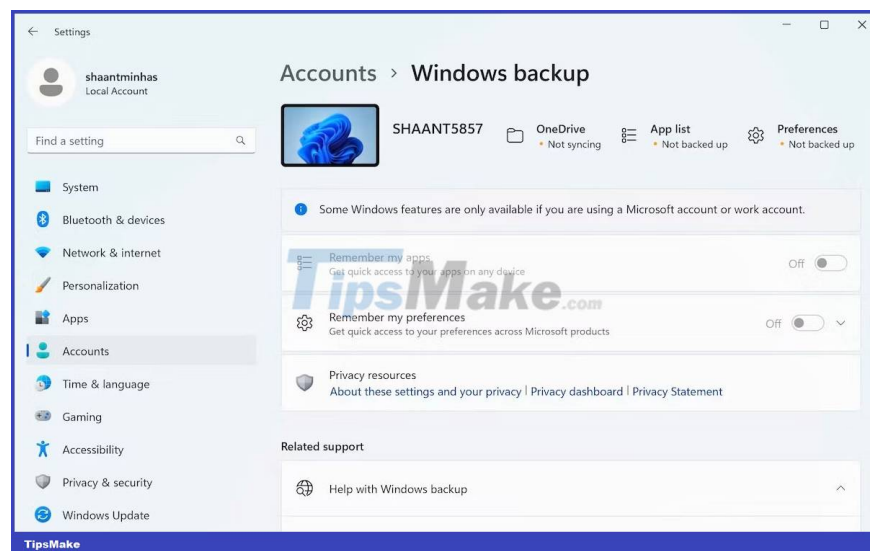 Settings
shaantminhas
Local Account
Find a setting
System
Bluetooth & devices
Network & internet
Personalization
Apps
Accounts
Time & language
Gaming
Accessibility
Privacy & security
Windows Update
Accounts > Windows backup
SHAANT5857
OneDrive
• Not syncing
App list
• Not backed up
Preferences
• Not backed up
Some Windows features are only available if you are using a Microsoft account or work account.
Remember my apps
Get quick access to your apps on any device
Off
TipsMake.com
Remember my preferences
Get quick access to your preferences across Microsoft products
Off
Privacy resources
About these settings and your privacy | Privacy dashboard | Privacy Statement
Related support
Help with Windows backup
TipsMake